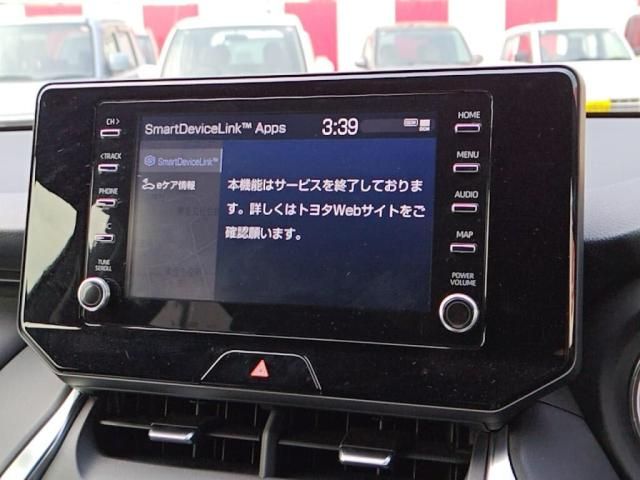 CH >
< TRACK
PHONE
TUNE
SCROLL
SmartDeviceLink™ Apps
3:39
DCM
SmartDeviceLink™
eケア情報
本機能はサービスを終了しておりま
す。詳しくはトヨタWebサイトをご
確認願います。
HOME
MENU
AUDIO
MAP
POWER
VOLUME